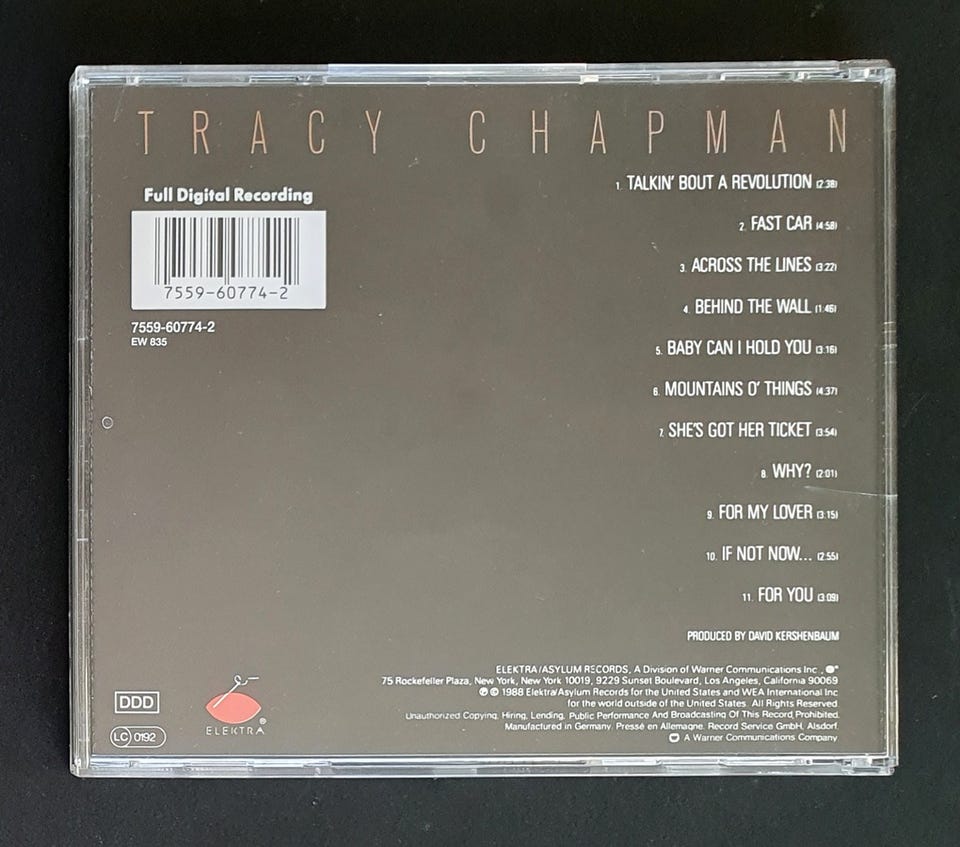 TRACY CHAPMAN
Full Digital Recording
7559-60774-2
7559-60774-2
EW 835
1. TALKIN' BOUT A REVOLUTION (2:38)
2. FAST CAR (4:58)
3. ACROSS THE LINES (3:22)
4. BEHIND THE WALL (1:46)
5. BABY CAN I HOLD YOU (3:16)
6. MOUNTAINS O' THINGS (4:37)
7. SHE'S GOT HER TICKET (3:54)
8. WHY? (2:01)
9. FOR MY LOVER (3:15)
10. IF NOT NOW... (2:55)
11. FOR YOU (3:09)
PRODUCED BY DAVID KERSHENBAUM
ELEKTRA/ASYLUM RECORDS, A Division of Warner Communications Inc.,
75 Rockefeller Plaza, New York, New York 10019, 9229 Sunset Boulevard, Los Angeles, California 90069
℗ © 1988 Elektra/Asylum Records for the United States and WEA International Inc
for the world outside of the United States. All Rights Reserved.
Unauthorized Copying, Hiring, Lending, Public Performance And Broadcasting Of This Record Prohibited.
Manufactured in Germany. Pressé en Allemagne. Record Service GmbH, Alsdorf.
A Warner Communications Company
DDD
ELEKTRA ®
LC 0192